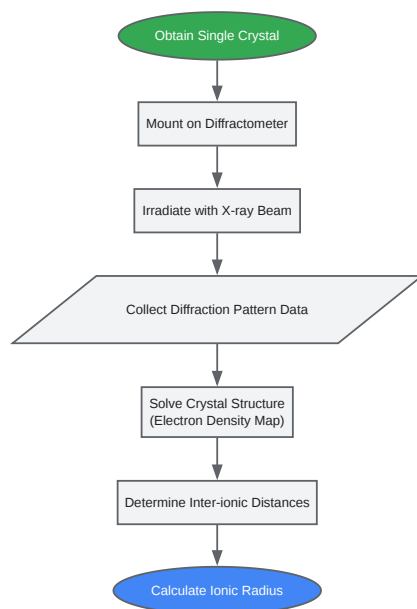 Obtain Single Crystal
Mount on Diffractometer
Irradiate with X-ray Beam
Collect Diffraction Pattern Data
Solve Crystal Structure
(Electron Density Map)
Determine Inter-ionic Distances
Calculate Ionic Radius